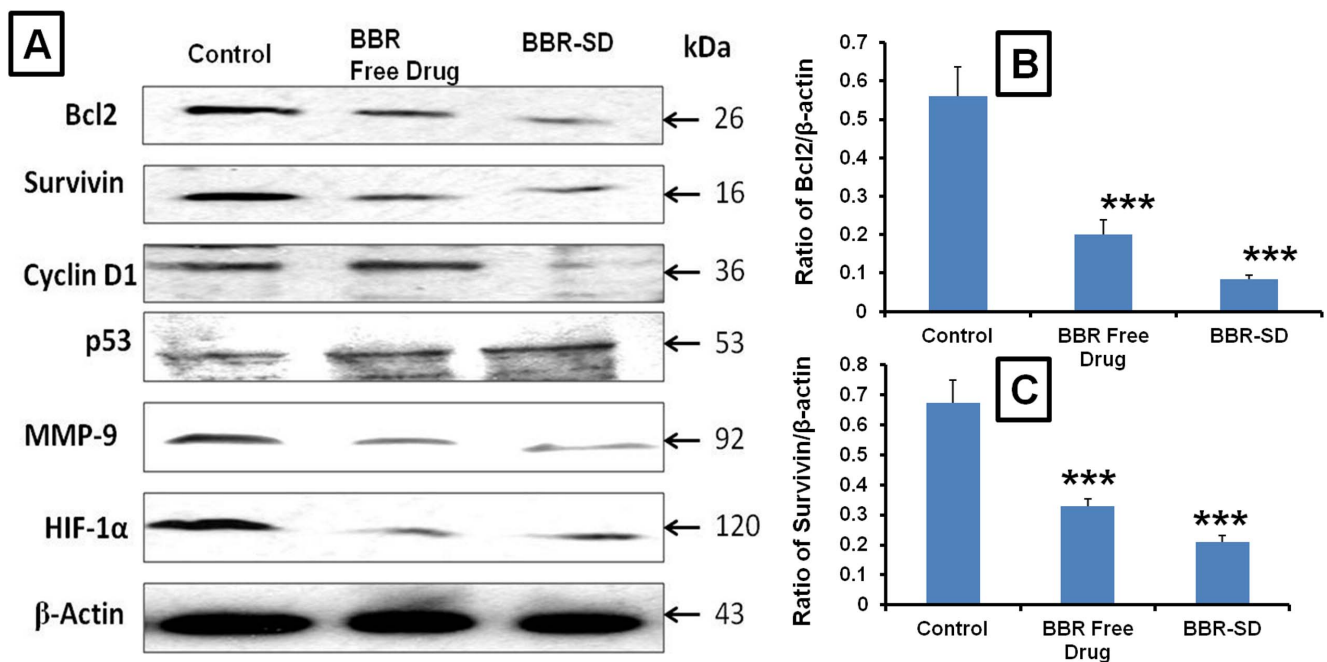 A
Control
BBR
Free Drug
BBR-SD
kDa
Bcl2
26
Survivin
16
Cyclin D1
36
p53
53
MMP-9
92
HIF-1α
120
β-Actin
43
B
Ratio of Bcl2/β-actin
0.7
0.6
0.5
0.4
0.3
0.2
0.1
0
***
***
Control
BBR Free
Drug
BBR-SD
C
Ratio of Survivin/β-actin
0.8
0.7
0.6
0.5
0.4
0.3
0.2
0.1
0
***
***
Control
BBR Free
Drug
BBR-SD